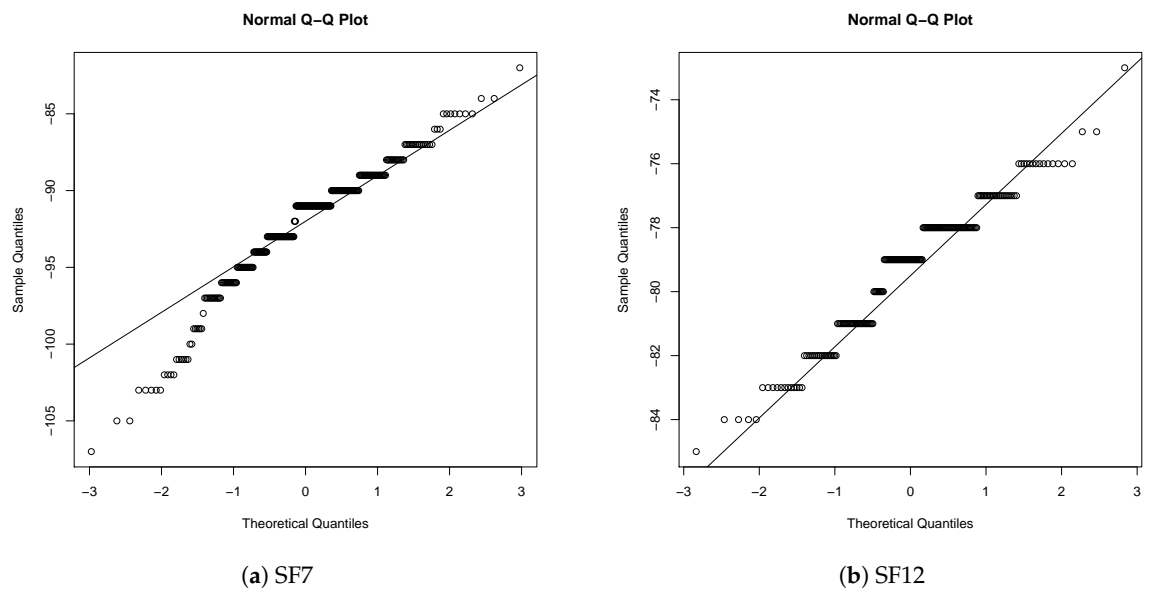 Normal Q−Q Plot
Sample Quantiles
−85
−90
−95
−100
−105
−3 −2 −1 0 1 2 3
Theoretical Quantiles
(a) SF7
Normal Q−Q Plot
Sample Quantiles
−74
−76
−78
−80
−82
−84
−3 −2 −1 0 1 2 3
Theoretical Quantiles
(b) SF12